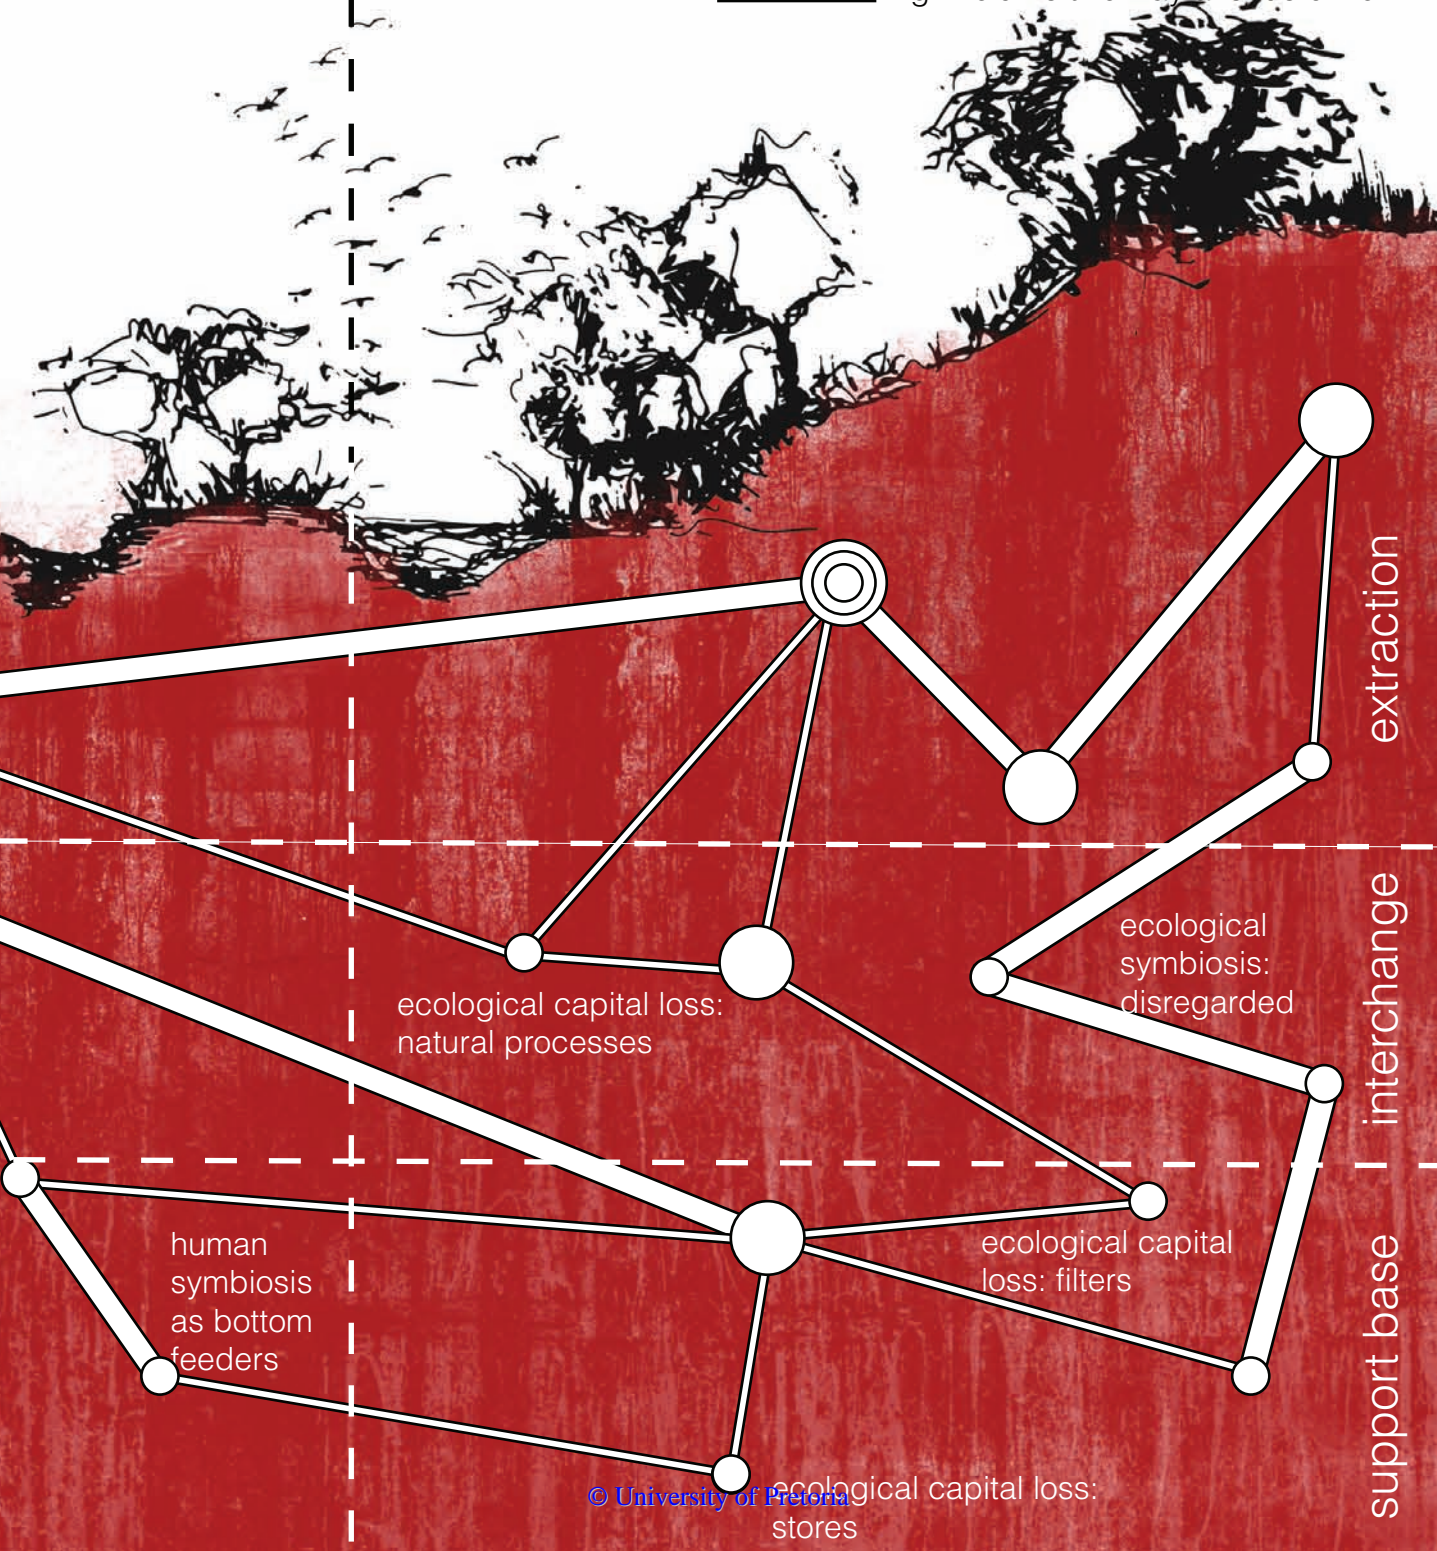 extraction
ecological
symbiosis:
disregarded
interchange
ecological capital loss:
natural processes
human
symbiosis
as bottom
feeders
ecological capital
loss: filters
support base
ecological capital loss:
stores
© University of Pretoria